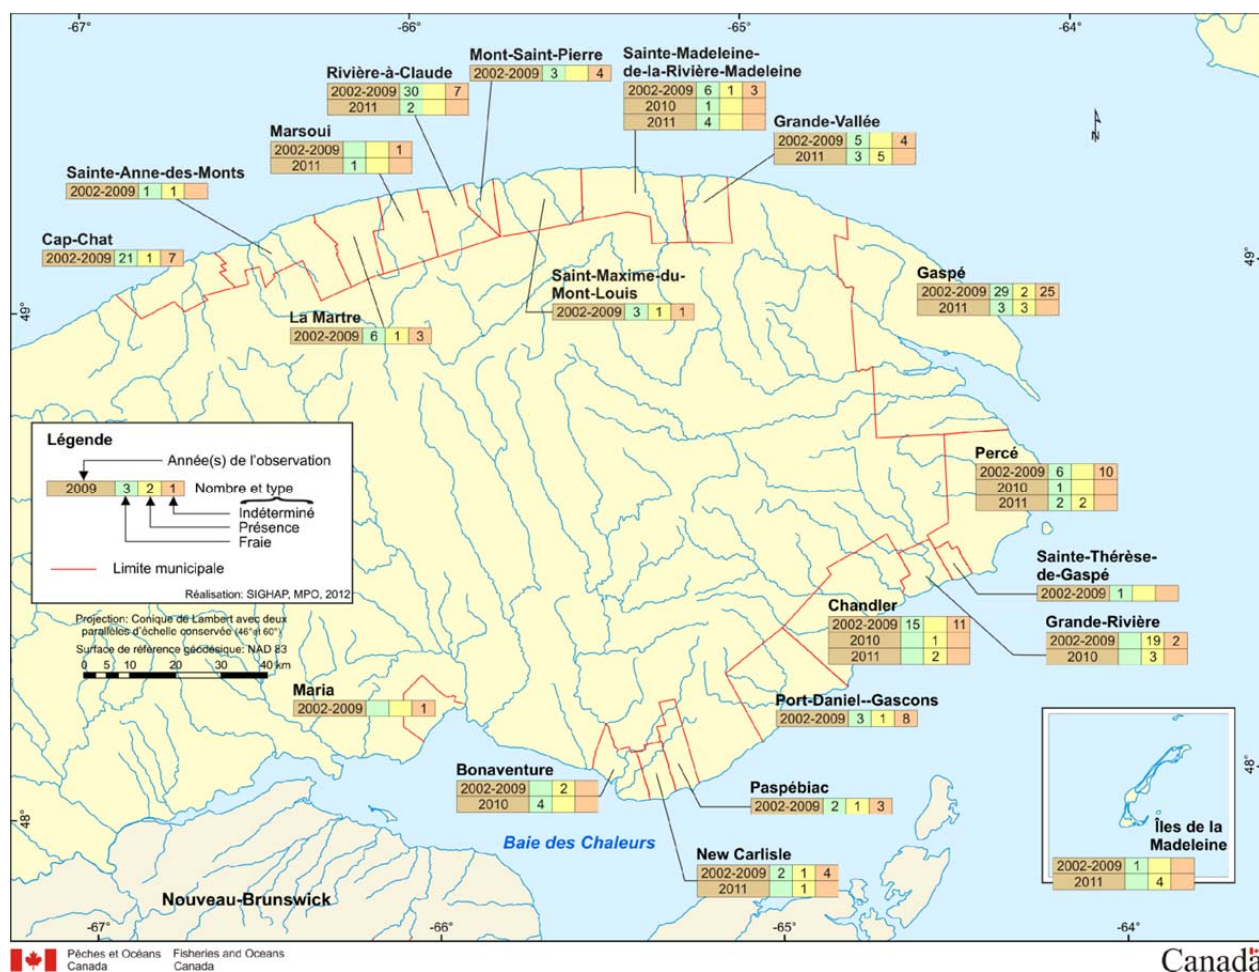 -67°
-66°
-65°
-64°
Mont-Saint-Pierre
2002-2009 3 4
Rivière-à-Claude
2002-2009 30 7
2011 2
Sainte-Madeleine-
de-la-Rivière-Madeleine
2002-2009 6 1 3
2010 1
2011 4
Grande-Vallée
2002-2009 5 4
2011 3 5
Marsoui
2002-2009 1
2011 1
Sainte-Anne-des-Monts
2002-2009 1 1
Cap-Chat
2002-2009 21 1 7
N
49°
49°
Gaspé
2002-2009 29 2 25
2011 3 3
Saint-Maxime-du-
Mont-Louis
2002-2009 3 1 1
La Martre
2002-2009 6 1 3
Légende
Année(s) de l'observation
2009 3 2 1 Nombre et type
Indéterminé
Présence
Fraie
Limite municipale
Réalisation: SIGHAP, MPO, 2012
Projection: Conique de Lambert avec deux
parallèles d'échelle conservée (46° et 60°)
Surface de référence géodésique: NAD 83
0 5 10 20 30 40 km
Percé
2002-2009 6 10
2010 1
2011 2 2
Sainte-Thérèse-
de-Gaspé
2002-2009 1
Chandler
2002-2009 15 11
2010 1
2011 2
Grande-Rivière
2002-2009 19 2
2010 3
Maria
2002-2009 1
Port-Daniel--Gascons
2002-2009 3 1 8
Bonaventure
2002-2009 2
2010 4
Paspébiac
2002-2009 2 1 3
Baie des Chaleurs
New Carlisle
2002-2009 2 1 4
2011 1
Îles de la
Madeleine
2002-2009 1
2011 4
48°
48°
Nouveau-Brunswick
-67°
-66°
-65°
-64°
Pêches et Océans
Canada
Fisheries and Oceans
Canada
Canada